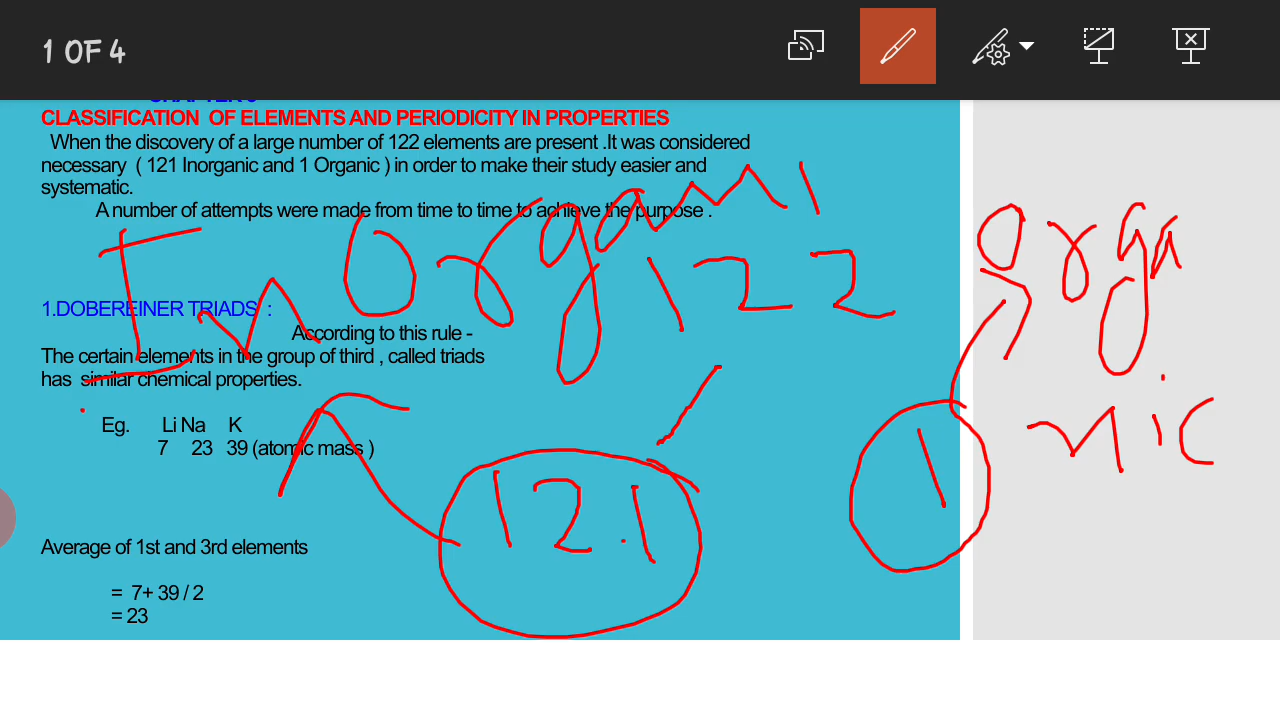 1 OF 4
CLASSIFICATION OF ELEMENTS AND PERIODICITY IN PROPERTIES
When the discovery of a large number of 122 elements are present .It was considered
necessary ( 121 Inorganic and 1 Organic ) in order to make their study easier and
systematic.
A number of attempts were made from time to time to achieve the purpose .
122
Orga
nic
1.DOBEREINER TRIADS :
According to this rule -
The certain elements in the group of third , called triads
has similar chemical properties.
Eg. Li Na K
7 23 39 (atomic mass )
121
1
Average of 1st and 3rd elements
= 7+ 39 / 2
= 23